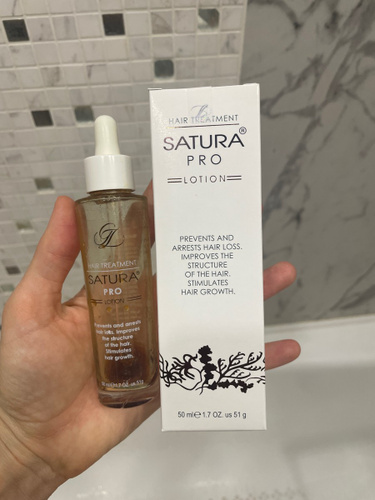 HAIR TREATMENT
SATURA®
PRO
LOTION
Prevents and arrests
hair loss. Improves
the structure
of the hair.
Stimulates
hair growth.
HAIR TREATMENT
SATURA®
PRO
LOTION
PREVENTS AND
ARRESTS HAIR LOSS.
IMPROVES THE
STRUCTURE
OF THE HAIR.
STIMULATES
HAIR GROWTH.
50 ml℮ 1.7 OZ. us 51 g